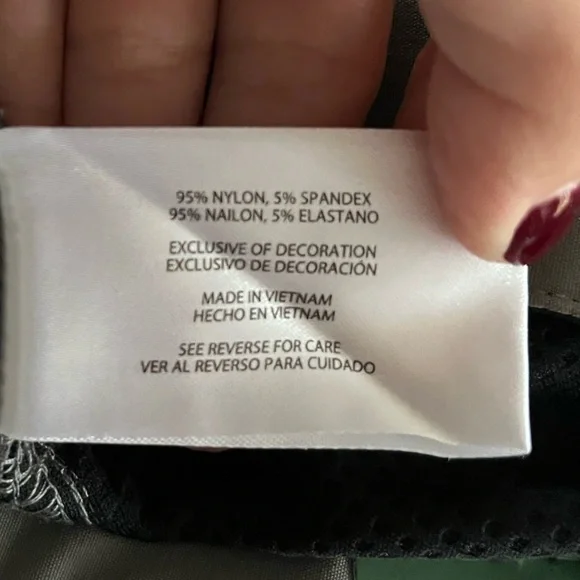 95% NYLON, 5% SPANDEX
95% NAILON, 5% ELASTANO
EXCLUSIVE OF DECORATION
EXCLUSIVO DE DECORACIÓN
MADE IN VIETNAM
HECHO EN VIETNAM
SEE REVERSE FOR CARE
VER AL REVERSO PARA CUIDADO